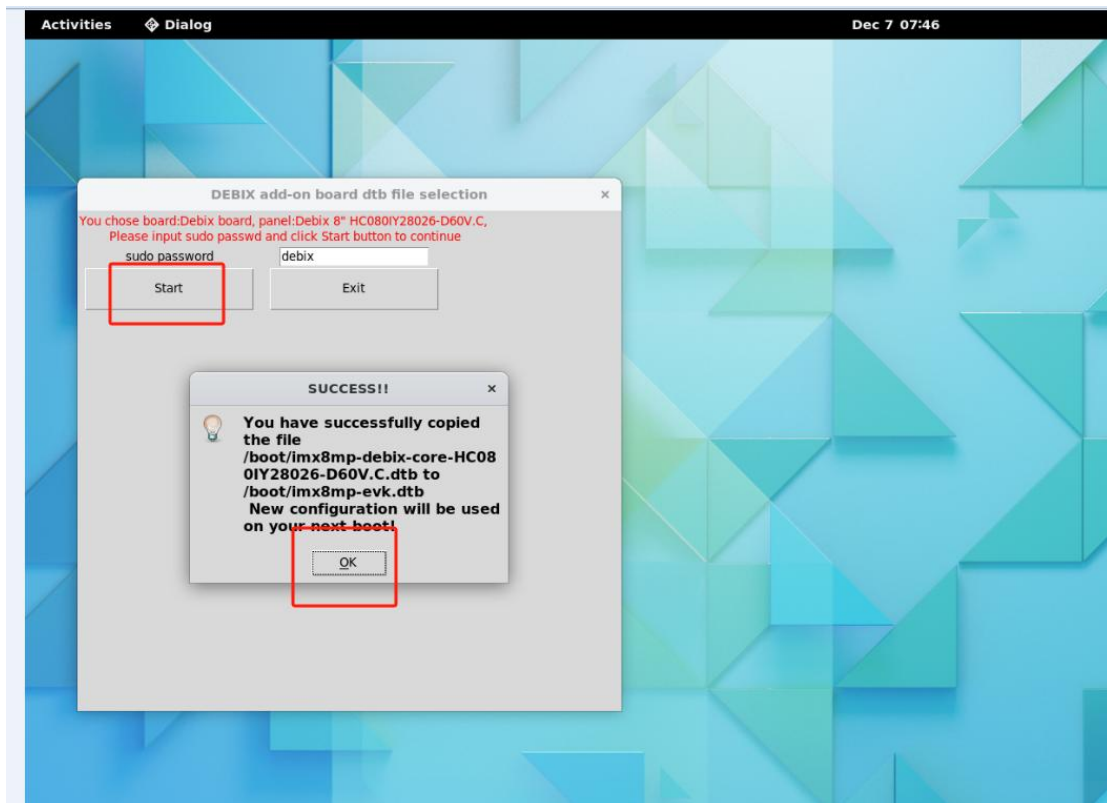 Activities Dialog Dec 7 07:46
DEBIX add-on board dtb file selection ×
You chose board:Debix board, panel:Debix 8" HC080IY28026-D60V.C,
Please input sudo passwd and click Start button to continue
sudo password debix
Start Exit
SUCCESS!! ×
You have successfully copied
the file
/boot/imx8mp-debix-core-HC08
0IY28026-D60V.C.dtb to
/boot/imx8mp-evk.dtb
New configuration will be used
on your next boot!
OK